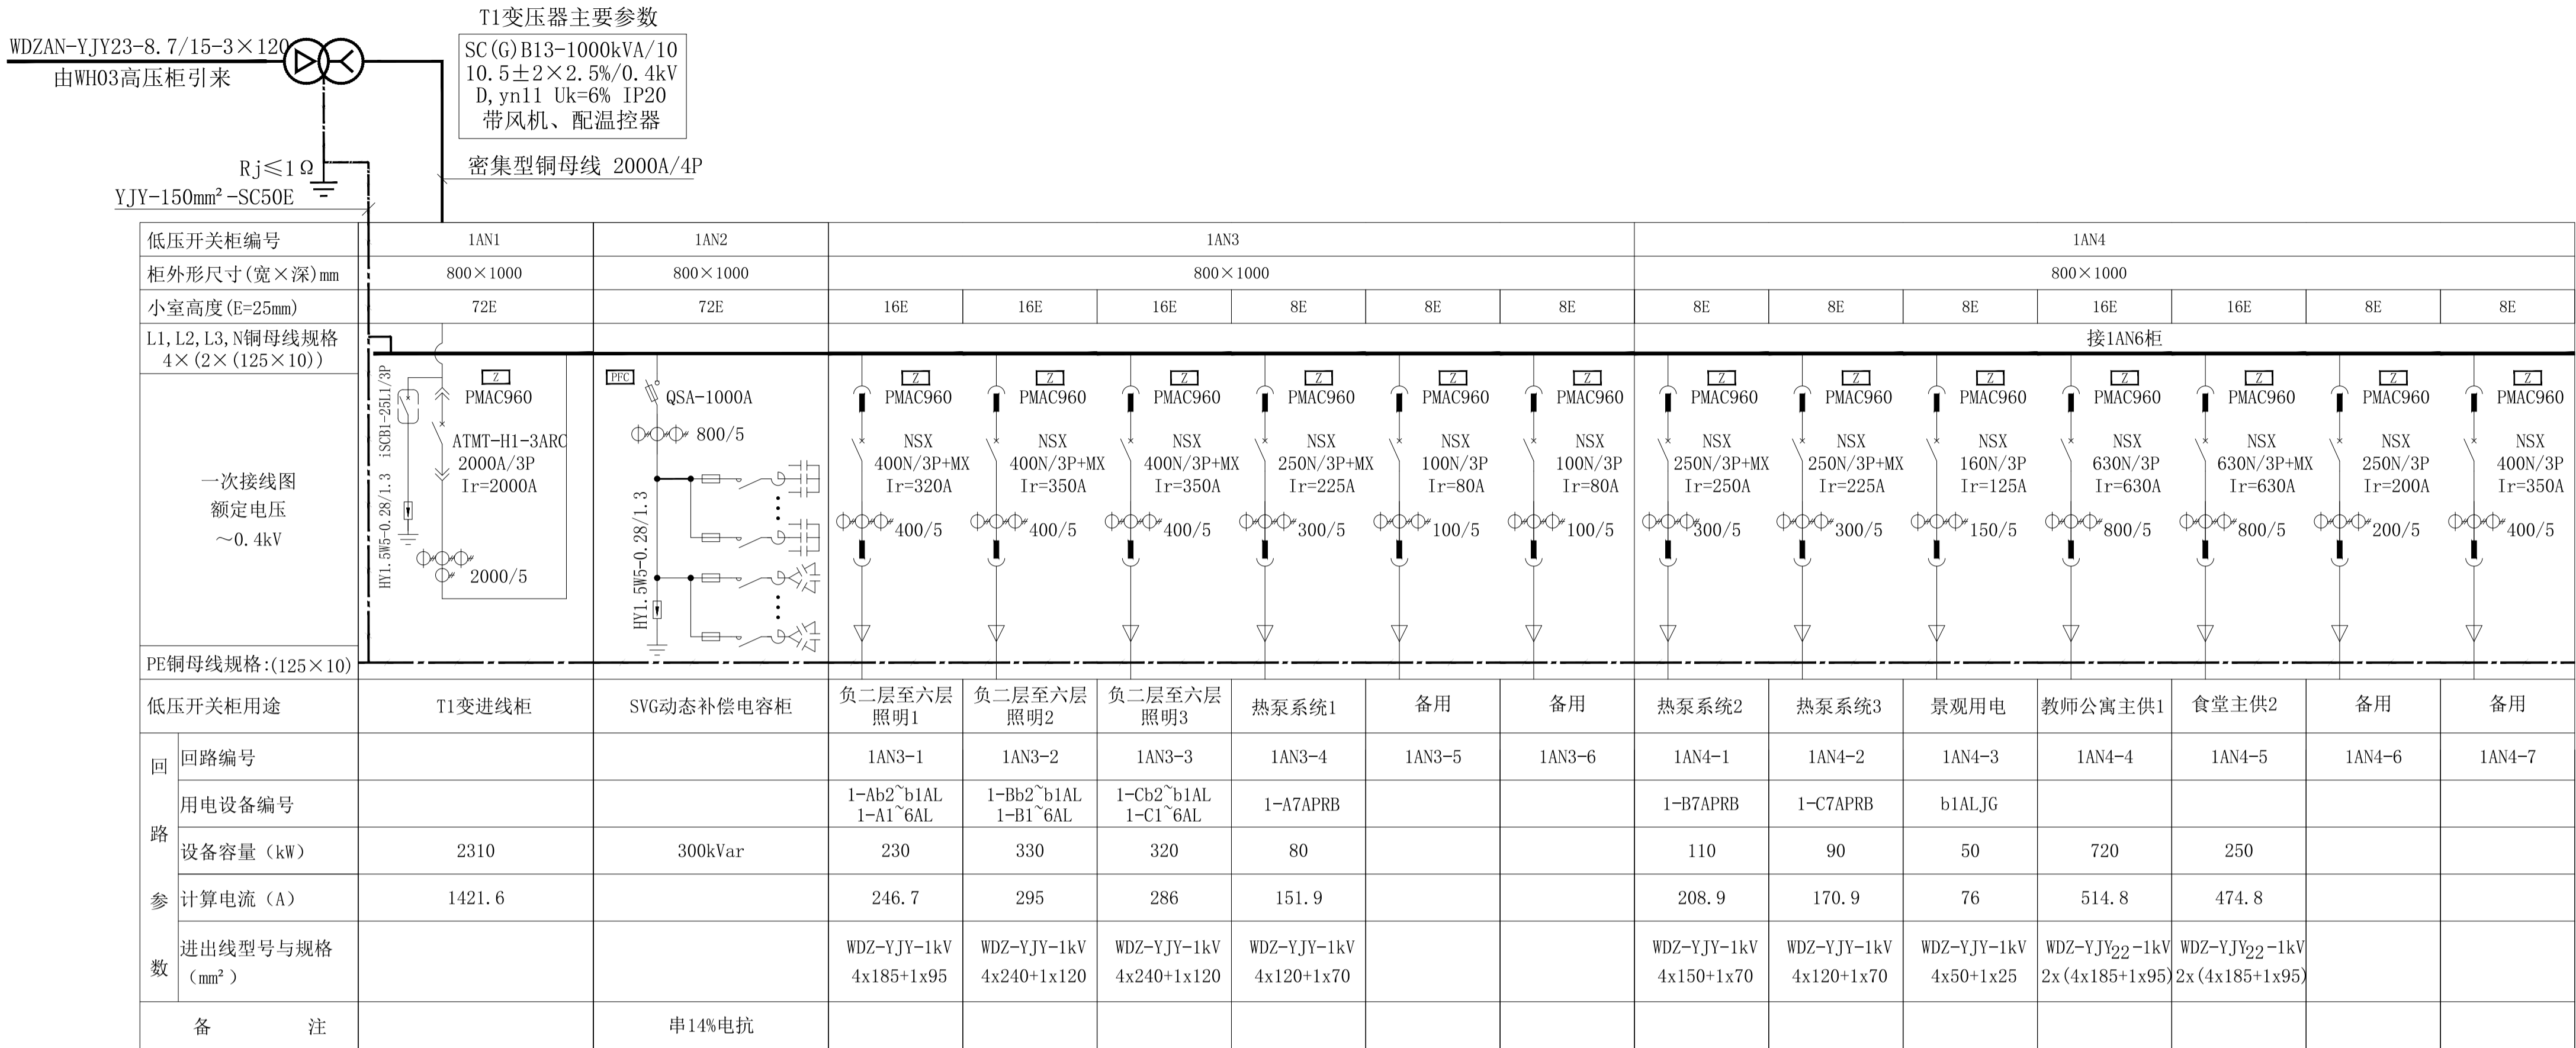 T1变压器主要参数
SC(G)B13-1000kVA/10
10.5±2×2.5%/0.4kV
D,yn11 Uk=6% IP20
带风机、配温控器
WDZAN-YJY23-8.7/15-3×120
由WH03高压柜引来
密集型铜母线 2000A/4P
Rj≤1Ω
YJY-150mm²-SC50E
低压开关柜编号 1AN1 1AN2 1AN3 1AN4
柜外形尺寸(宽×深)mm 800×1000 800×1000 800×1000 800×1000
小室高度(E=25mm) 72E 72E 16E 16E 16E 8E 8E 8E 8E 8E 8E 16E 16E 8E 8E
L1,L2,L3,N铜母线规格
4×(2×(125×10))
接1AN6柜
一次接线图
额定电压
~0.4kV
HY1.5W5-0.28/1.3 iSCB1-25L1/3P
Z
PMAC960
ATMT-H1-3ARC
2000A/3P
Ir=2000A
2000/5
PFC
QSA-1000A
800/5
HY1.5W5-0.28/1.3
Z
PMAC960
NSX
400N/3P+MX
Ir=320A
400/5
Z
PMAC960
NSX
400N/3P+MX
Ir=350A
400/5
Z
PMAC960
NSX
400N/3P+MX
Ir=350A
400/5
Z
PMAC960
NSX
250N/3P+MX
Ir=225A
300/5
Z
PMAC960
NSX
100N/3P
Ir=80A
100/5
Z
PMAC960
NSX
100N/3P
Ir=80A
100/5
Z
PMAC960
NSX
250N/3P+MX
Ir=250A
300/5
Z
PMAC960
NSX
250N/3P+MX
Ir=225A
300/5
Z
PMAC960
NSX
160N/3P
Ir=125A
150/5
Z
PMAC960
NSX
630N/3P
Ir=630A
800/5
Z
PMAC960
NSX
630N/3P+MX
Ir=630A
800/5
Z
PMAC960
NSX
250N/3P
Ir=200A
200/5
Z
PMAC960
NSX
400N/3P
Ir=350A
400/5
PE铜母线规格:(125×10)
低压开关柜用途 T1变进线柜 SVG动态补偿电容柜 负二层至六层照明1 负二层至六层照明2 负二层至六层照明3 热泵系统1 备用 备用 热泵系统2 热泵系统3 景观用电 教师公寓主供1 食堂主供2 备用 备用
回路参数
回路编号 1AN3-1 1AN3-2 1AN3-3 1AN3-4 1AN3-5 1AN3-6 1AN4-1 1AN4-2 1AN4-3 1AN4-4 1AN4-5 1AN4-6 1AN4-7
用电设备编号 1-Ab2~b1AL 1-Bb2~b1AL 1-Cb2~b1AL 1-A7APRB 1-B7APRB 1-C7APRB b1ALJG
1-A1~6AL 1-B1~6AL 1-C1~6AL
设备容量（kW） 2310 300kVar 230 330 320 80 110 90 50 720 250
计算电流（A） 1421.6 246.7 295 286 151.9 208.9 170.9 76 514.8 474.8
进出线型号与规格 WDZ-YJY-1kV WDZ-YJY-1kV WDZ-YJY-1kV WDZ-YJY-1kV WDZ-YJY-1kV WDZ-YJY-1kV WDZ-YJY-1kV WDZ-YJY22-1kV WDZ-YJY22-1kV
（mm²） 4x185+1x95 4x240+1x120 4x240+1x120 4x120+1x70 4x150+1x70 4x120+1x70 4x50+1x25 2x(4x185+1x95) 2x(4x185+1x95)
备 注 串14%电抗